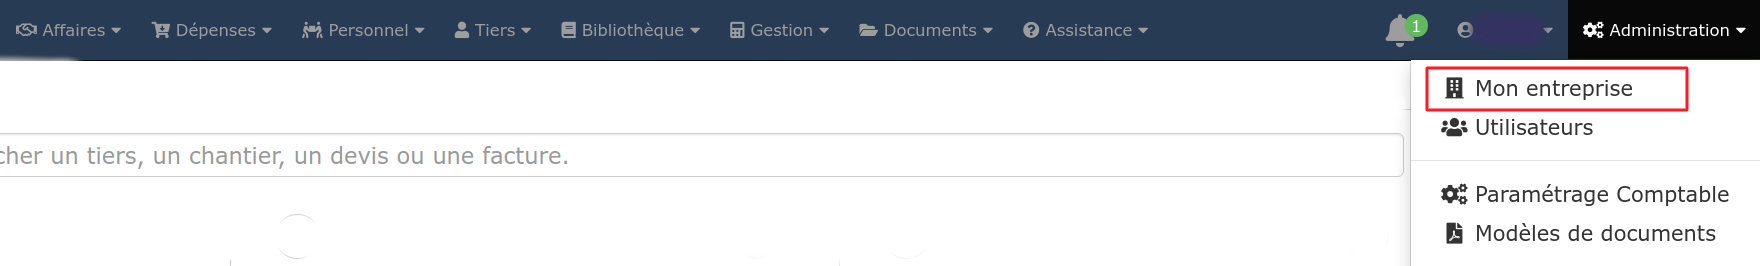 Affaires Dépenses Personnel Tiers Bibliothèque Gestion Documents Assistance 1 Administration
Mon entreprise
Utilisateurs
cher un tiers, un chantier, un devis ou une facture.
Paramétrage Comptable
Modèles de documents